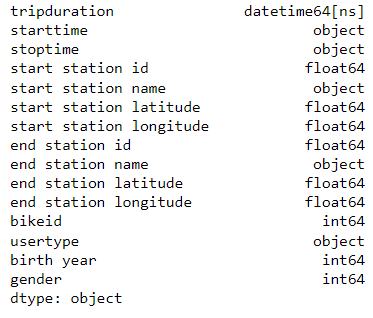 tripduration datetime64[ns]
starttime object
stoptime object
start station id float64
start station name object
start station latitude float64
start station longitude float64
end station id float64
end station name object
end station latitude float64
end station longitude float64
bikeid int64
usertype object
birth year int64
gender int64
dtype: object